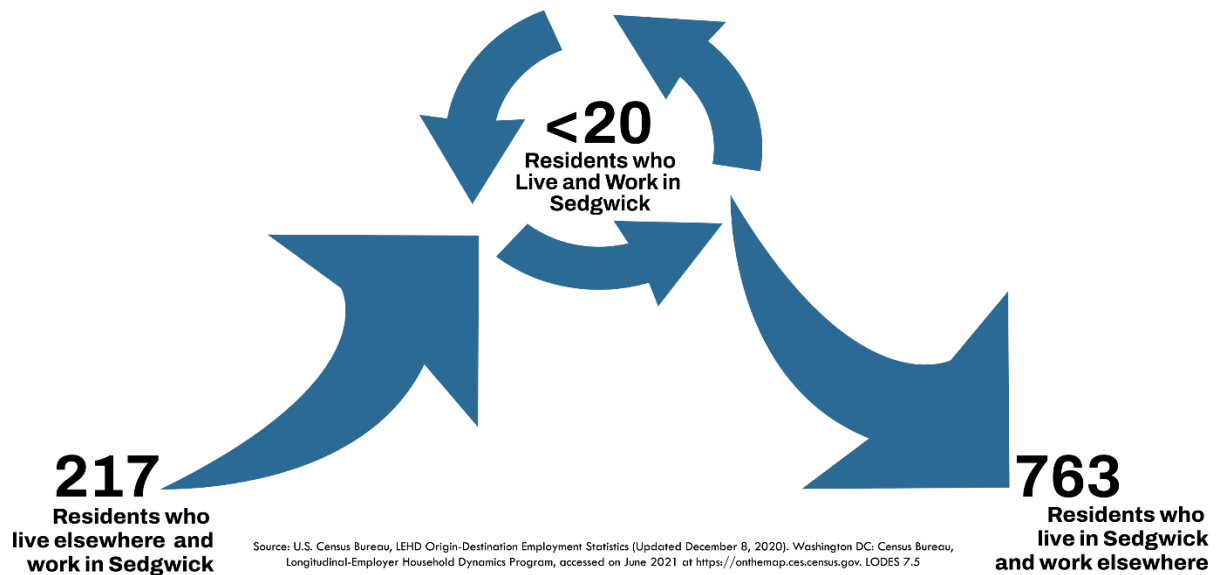 <20
Residents who
Live and Work in
Sedgwick
217
Residents who
live elsewhere and
work in Sedgwick
763
Residents who
live in Sedgwick
and work elsewhere
Source: U.S. Census Bureau, LEHD Origin-Destination Employment Statistics (Updated December 8, 2020). Washington DC: Census Bureau,
Longitudinal-Employer Household Dynamics Program, accessed on June 2021 at https://onthemap.ces.census.gov. LODES 7.5